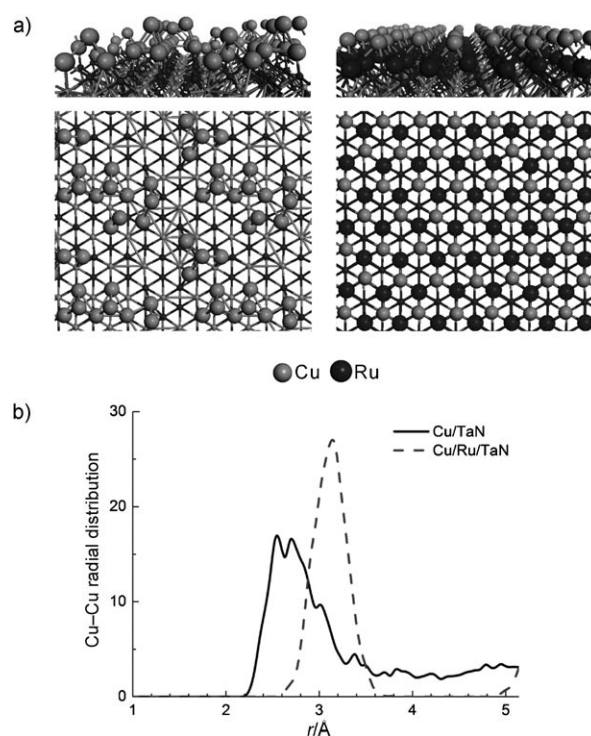 a)
Cu Ru
b)
30
20
10
0
Cu–Cu radial distribution
Cu/TaN
Cu/Ru/TaN
1 2 3 4 5
r/Å